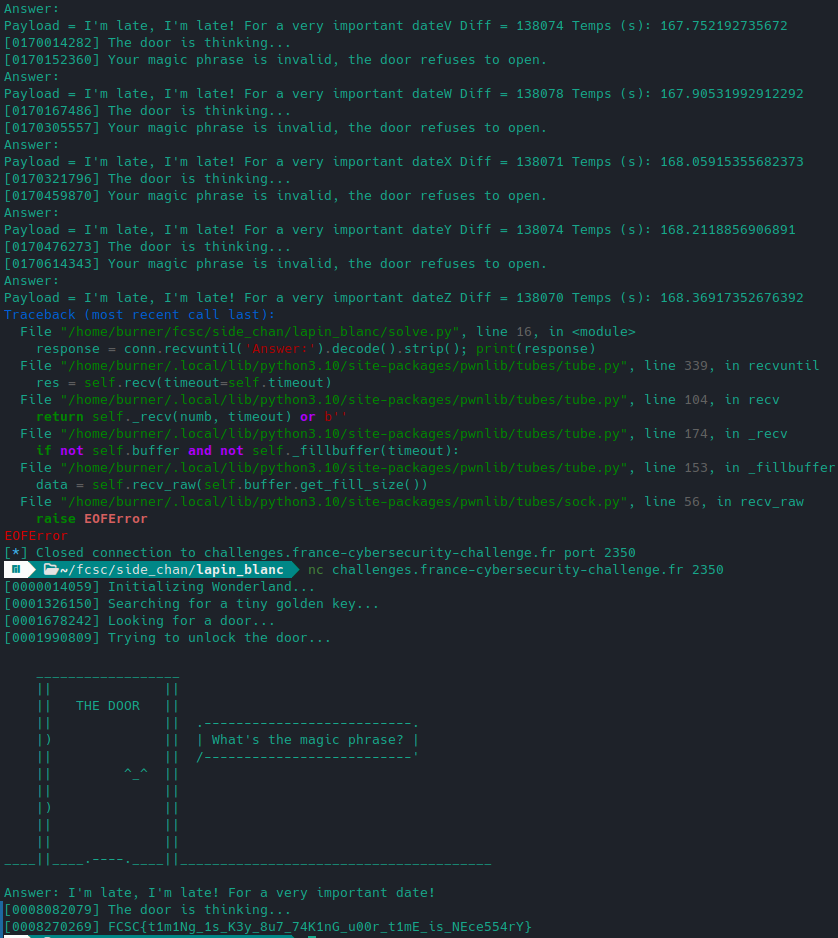 Answer:
Payload = I'm late, I'm late! For a very important dateV Diff = 138074 Temps (s): 167.752192735672
[0170014282] The door is thinking...
[0170152360] Your magic phrase is invalid, the door refuses to open.
Answer:
Payload = I'm late, I'm late! For a very important dateW Diff = 138078 Temps (s): 167.90531992912292
[0170167486] The door is thinking...
[0170305557] Your magic phrase is invalid, the door refuses to open.
Answer:
Payload = I'm late, I'm late! For a very important dateX Diff = 138071 Temps (s): 168.05915355682373
[0170321796] The door is thinking...
[0170459870] Your magic phrase is invalid, the door refuses to open.
Answer:
Payload = I'm late, I'm late! For a very important dateY Diff = 138074 Temps (s): 168.2118856906891
[0170476273] The door is thinking...
[0170614343] Your magic phrase is invalid, the door refuses to open.
Answer:
Payload = I'm late, I'm late! For a very important dateZ Diff = 138070 Temps (s): 168.36917352676392
Traceback (most recent call last):
  File "/home/burner/fcsc/side_chan/lapin_blanc/solve.py", line 16, in <module>
    response = conn.recvuntil('Answer:').decode().strip(); print(response)
  File "/home/burner/.local/lib/python3.10/site-packages/pwnlib/tubes/tube.py", line 339, in recvuntil
    res = self.recv(timeout=self.timeout)
  File "/home/burner/.local/lib/python3.10/site-packages/pwnlib/tubes/tube.py", line 104, in recv
    return self._recv(numb, timeout) or b''
  File "/home/burner/.local/lib/python3.10/site-packages/pwnlib/tubes/tube.py", line 174, in _recv
    if not self.buffer and not self._fillbuffer(timeout):
  File "/home/burner/.local/lib/python3.10/site-packages/pwnlib/tubes/tube.py", line 153, in _fillbuffer
    data = self.recv_raw(self.buffer.get_fill_size())
  File "/home/burner/.local/lib/python3.10/site-packages/pwnlib/tubes/sock.py", line 56, in recv_raw
    raise EOFError
EOFError
[*] Closed connection to challenges.france-cybersecurity-challenge.fr port 2350
~/fcsc/side_chan/lapin_blanc nc challenges.france-cybersecurity-challenge.fr 2350
[0000014059] Initializing Wonderland...
[0001326150] Searching for a tiny golden key...
[0001678242] Looking for a door...
[0001990809] Trying to unlock the door...
THE DOOR
What's the magic phrase?
^_^
Answer: I'm late, I'm late! For a very important date!
[0008082079] The door is thinking...
[0008270269] FCSC{t1m1Ng_1s_K3y_8u7_74K1nG_u00r_t1mE_is_NEce554rY}